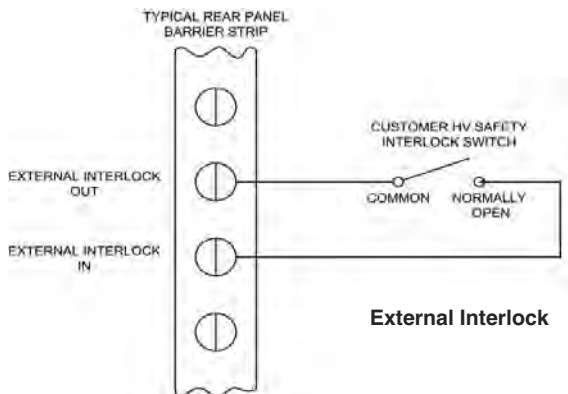 TYPICAL REAR PANEL
BARRIER STRIP
CUSTOMER HV SAFETY
INTERLOCK SWITCH
EXTERNAL INTERLOCK
OUT
COMMON
NORMALLY
OPEN
EXTERNAL INTERLOCK
IN
External Interlock